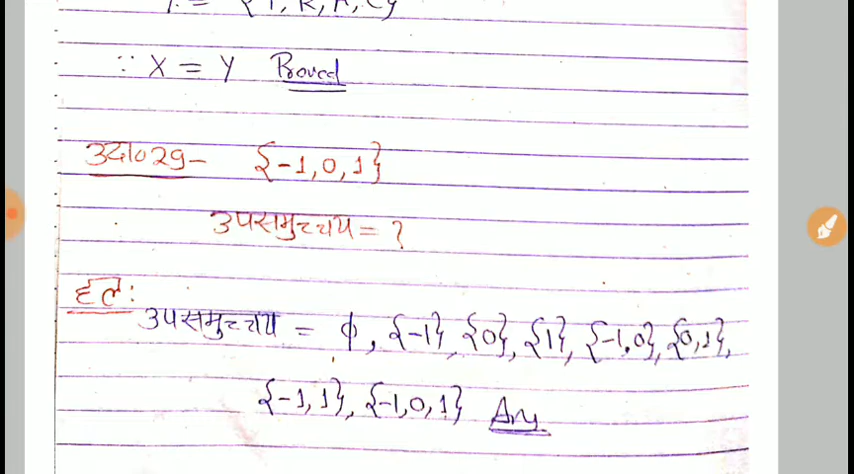 ∵ X = Y Proved
उदा० 29- {-1, 0, 1}
उपसमुच्चय = ?
हल:
उपसमुच्चय = ϕ, {-1}, {0}, {1}, {-1, 0}, {0, 1},
{-1, 1}, {-1, 0, 1} Ans